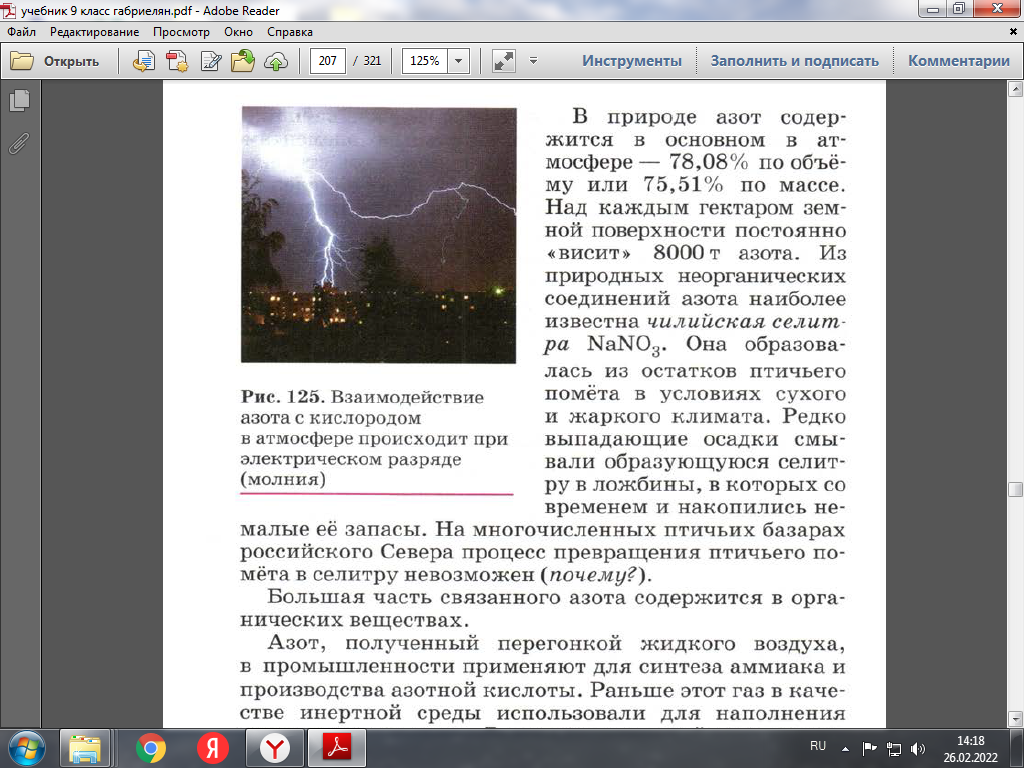 учебник 9 класс габриелян.pdf - Adobe Reader
Файл Редактирование Просмотр Окно Справка
Открыть 207 / 321 125% Инструменты Заполнить и подписать Комментарии
В природе азот содер-
жится в основном в ат-
мосфере — 78,08% по объё-
му или 75,51% по массе.
Над каждым гектаром зем-
ной поверхности постоянно
«висит» 8000 т азота. Из
природных неорганических
соединений азота наиболее
известна чилийская селит-
ра NaNO₃. Она образова-
лась из остатков птичьего
помёта в условиях сухого
и жаркого климата. Редко
выпадающие осадки смы-
вали образующуюся селит-
ру в ложбины, в которых со
временем и накопились не-
Рис. 125. Взаимодействие
азота с кислородом
в атмосфере происходит при
электрическом разряде
(молния)
малые её запасы. На многочисленных птичьих базарах
российского Севера процесс превращения птичьего по-
мёта в селитру невозможен (почему?).
Большая часть связанного азота содержится в орга-
нических веществах.
Азот, полученный перегонкой жидкого воздуха,
в промышленности применяют для синтеза аммиака и
производства азотной кислоты. Раньше этот газ в каче-
стве инертной среды использовали для наполнения
RU 14:18
26.02.2022